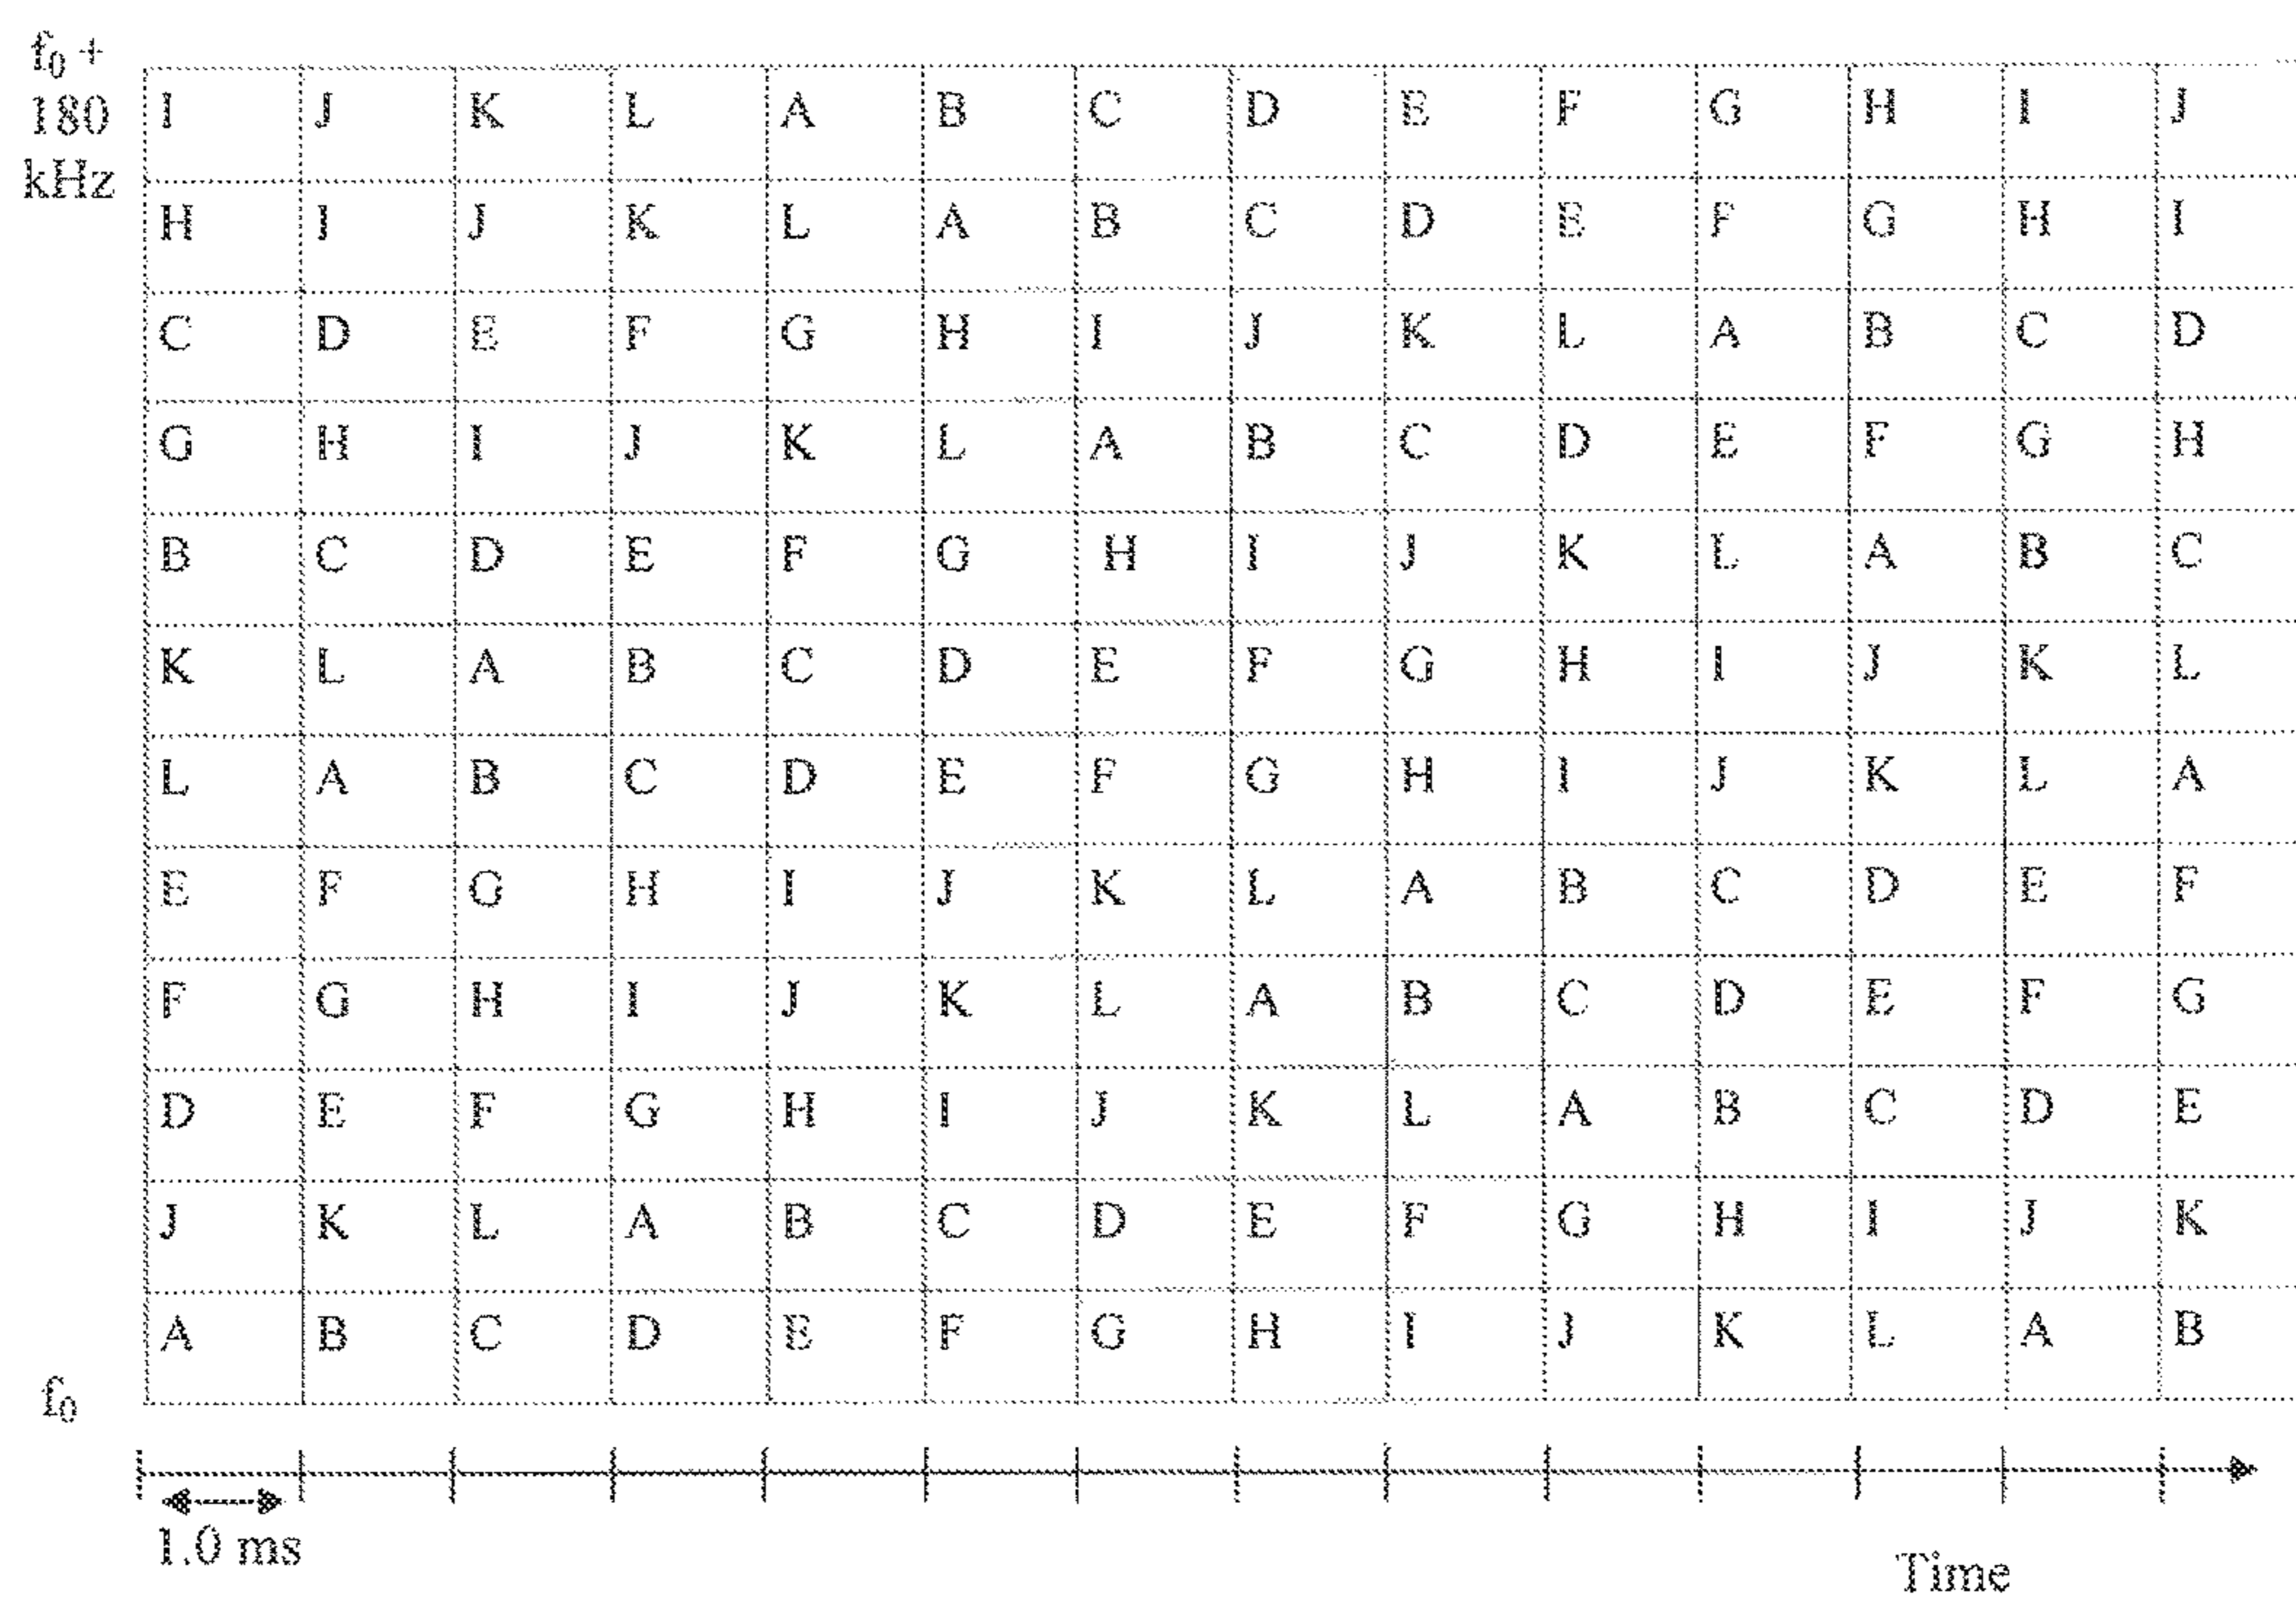 f₀ +
180
kHz
I J K L A B C D E F G H I J
H I J K L A B C D E F G H I
C D E F G H I J K L A B C D
G H I J K L A B C D E F G H
B C D E F G H I J K L A B C
K L A B C D E F G H I J K L
L A B C D E F G H I J K L A
E F G H I J K L A B C D E F
F G H I J K L A B C D E F G
D E F G H I J K L A B C D E
J K L A B C D E F G H I J K
A B C D E F G H I J K L A B
f₀
1.0 ms
Time